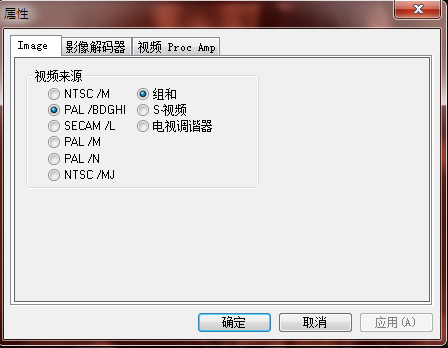 属性
Image 影像解码器 视频 Proc Amp
视频来源
NTSC /M 组和
PAL /BDGHI S-视频
SECAM /L 电视调谐器
PAL /M
PAL /N
NTSC /MJ
确定 取消 应用(A)